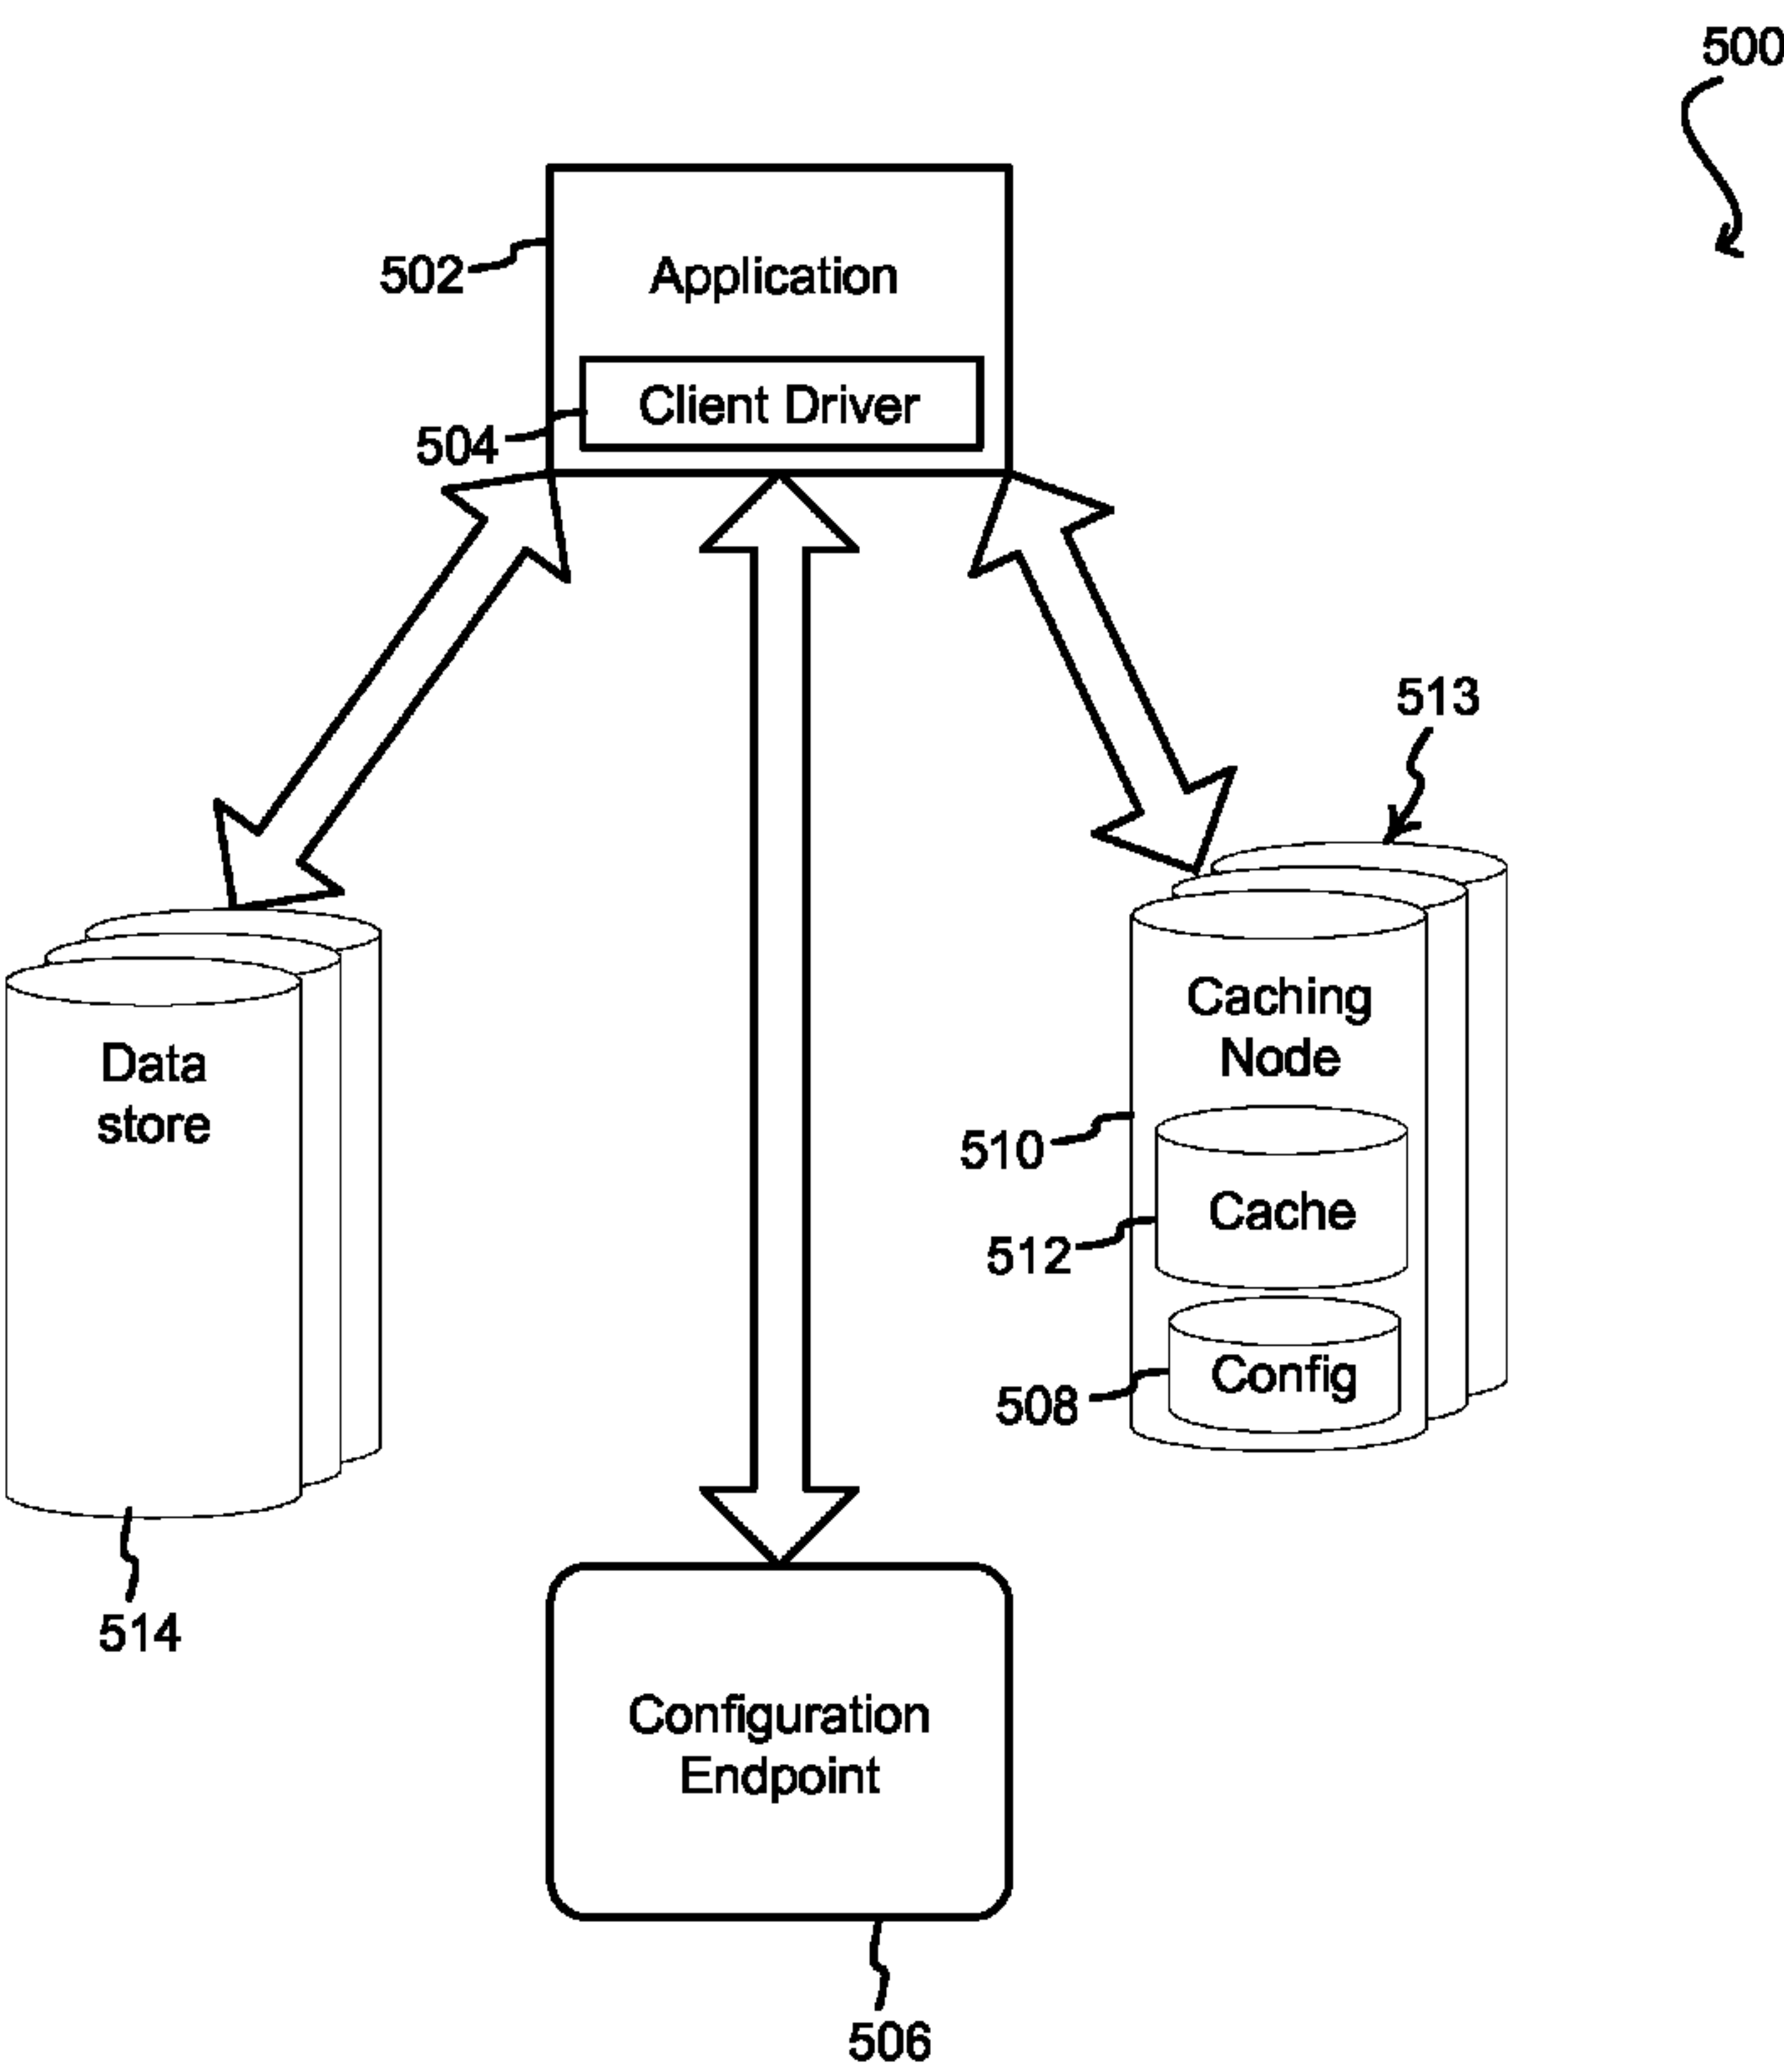 500
502
Application
Client Driver
504
513
Caching
Node
Data
store
510
Cache
512
Config
508
514
Configuration
Endpoint
506